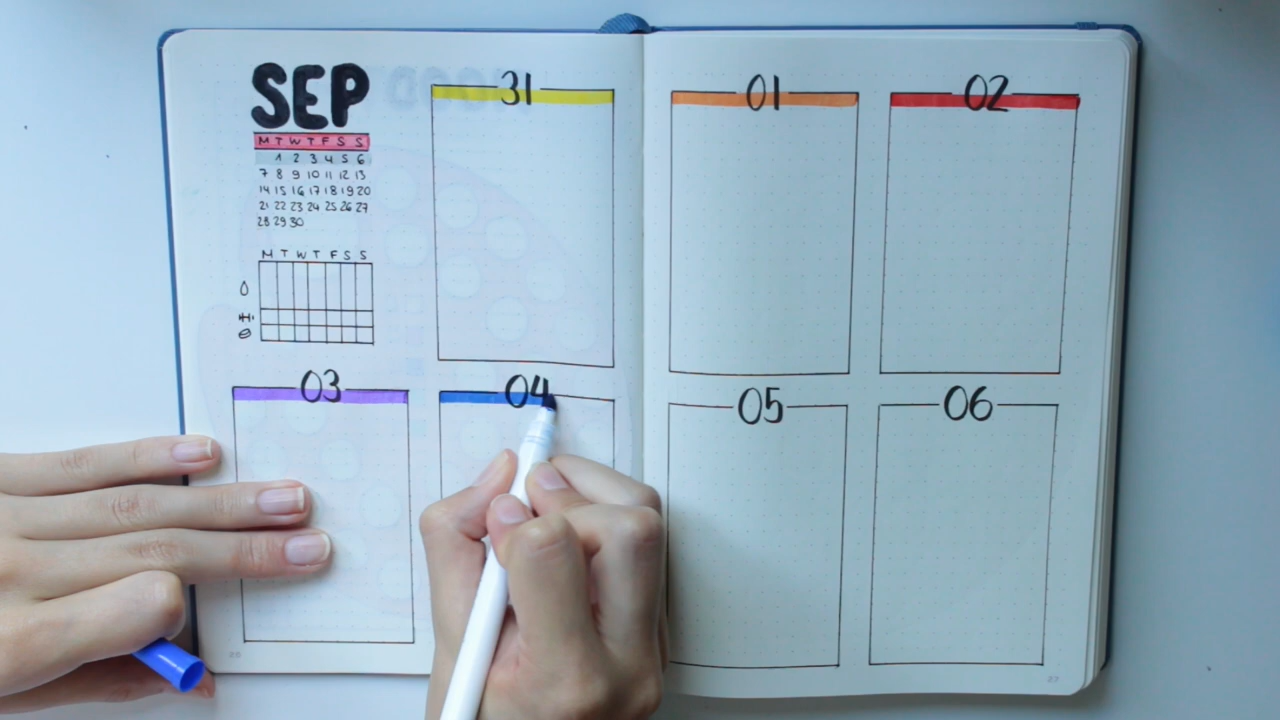 SEP
M T W T F S S
1 2 3 4 5 6
7 8 9 10 11 12 13
14 15 16 17 18 19 20
21 22 23 24 25 26 27
28 29 30
M T W T F S S
31
01
02
03
04
05
06
26
27